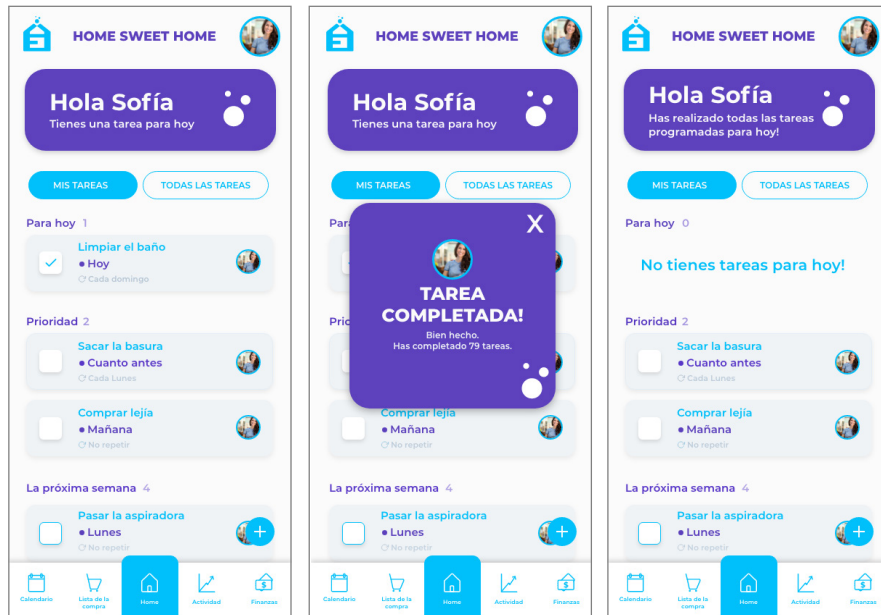 HOME SWEET HOME
Hola Sofía
Tienes una tarea para hoy
MIS TAREAS
TODAS LAS TAREAS
Para hoy 1
Limpiar el baño
• Hoy
Cada domingo
Prioridad 2
Sacar la basura
• Cuanto antes
Cada Lunes
Comprar lejía
• Mañana
No repetir
La próxima semana 4
Pasar la aspiradora
• Lunes
No repetir
+
Calendario
Lista de la
compra
Home
Actividad
Finanzas
HOME SWEET HOME
Hola Sofía
Tienes una tarea para hoy
MIS TAREAS
TODAS LAS TAREAS
X
TAREA
COMPLETADA!
Bien hecho.
Has completado 79 tareas.
Comprar lejía
• Mañana
No repetir
La próxima semana 4
Pasar la aspiradora
• Lunes
No repetir
+
Calendario
Lista de la
compra
Home
Actividad
Finanzas
HOME SWEET HOME
Hola Sofía
Has realizado todas las tareas
programadas para hoy!
MIS TAREAS
TODAS LAS TAREAS
Para hoy 0
No tienes tareas para hoy!
Prioridad 2
Sacar la basura
• Cuanto antes
Cada Lunes
Comprar lejía
• Mañana
No repetir
La próxima semana 4
Pasar la aspiradora
• Lunes
No repetir
+
Calendario
Lista de la
compra
Home
Actividad
Finanzas